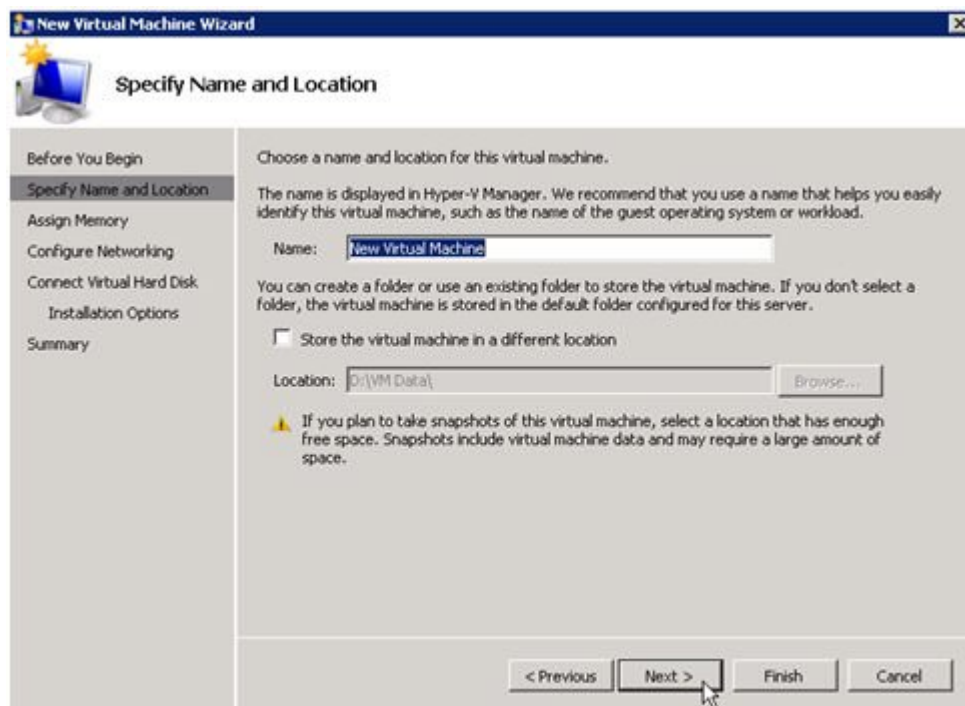 New Virtual Machine Wizard
Specify Name and Location
Before You Begin
Specify Name and Location
Assign Memory
Configure Networking
Connect Virtual Hard Disk
Installation Options
Summary
Choose a name and location for this virtual machine.
The name is displayed in Hyper-V Manager. We recommend that you use a name that helps you easily
identify this virtual machine, such as the name of the guest operating system or workload.
Name: New Virtual Machine
You can create a folder or use an existing folder to store the virtual machine. If you don't select a
folder, the virtual machine is stored in the default folder configured for this server.
Store the virtual machine in a different location
Location: D:\VM Data\ Browse...
If you plan to take snapshots of this virtual machine, select a location that has enough
free space. Snapshots include virtual machine data and may require a large amount of
space.
< Previous Next > Finish Cancel